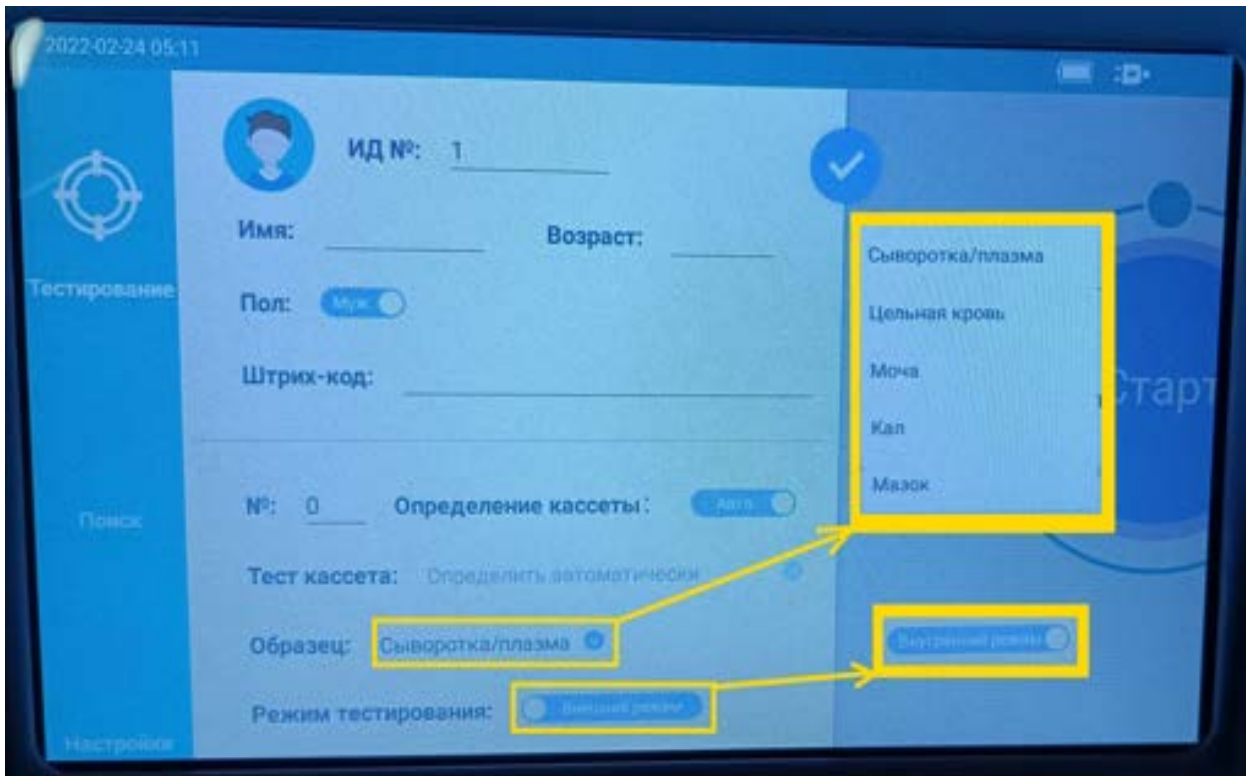 2022-02-24 05:11
ИД №: 1
Имя:
Возраст:
Пол: Муж.
Штрих-код:
№: 0 Определение кассеты: Авто
Тест кассета: Определить автоматически
Образец: Сыворотка/плазма
Режим тестирования: Внешний режим
Тестирование
Поиск
Настройки
Сыворотка/плазма
Цельная кровь
Моча
Кал
Мазок
Старт
Внутренний режим